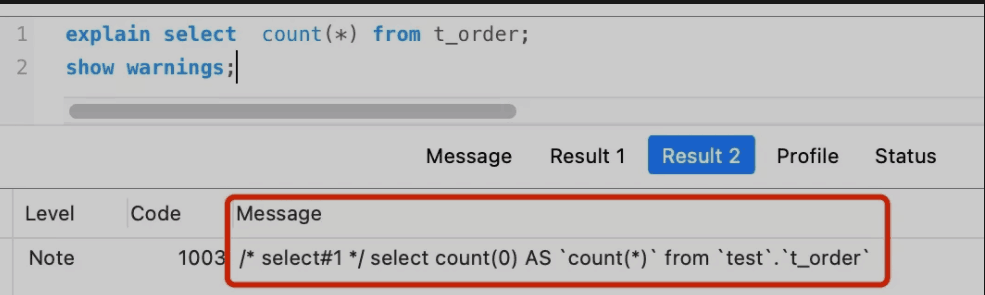 1 explain select  count(*) from t_order;
2 show warnings;
Message Result 1 Result 2 Profile Status
Level Code Message
Note 1003 /* select#1 */ select count(0) AS `count(*)` from `test`.`t_order`